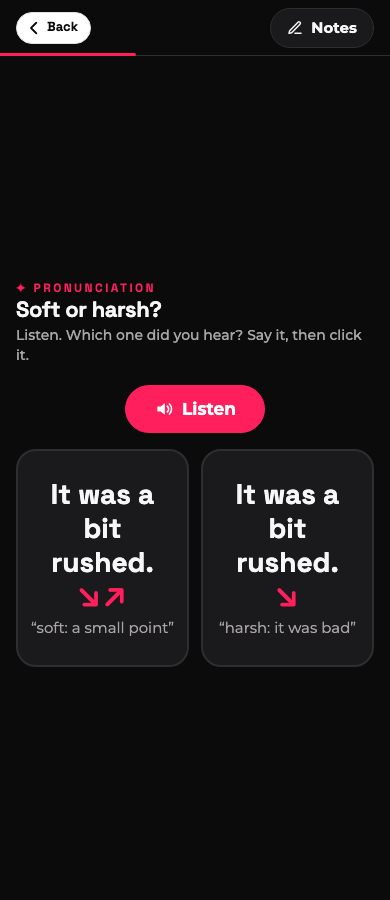 Back
Notes
✦ PRONUNCIATION
Soft or harsh?
Listen. Which one did you hear? Say it, then click
it.
Listen
It was a
bit
rushed.
↘↗
“soft: a small point”
It was a
bit
rushed.
↘
“harsh: it was bad”